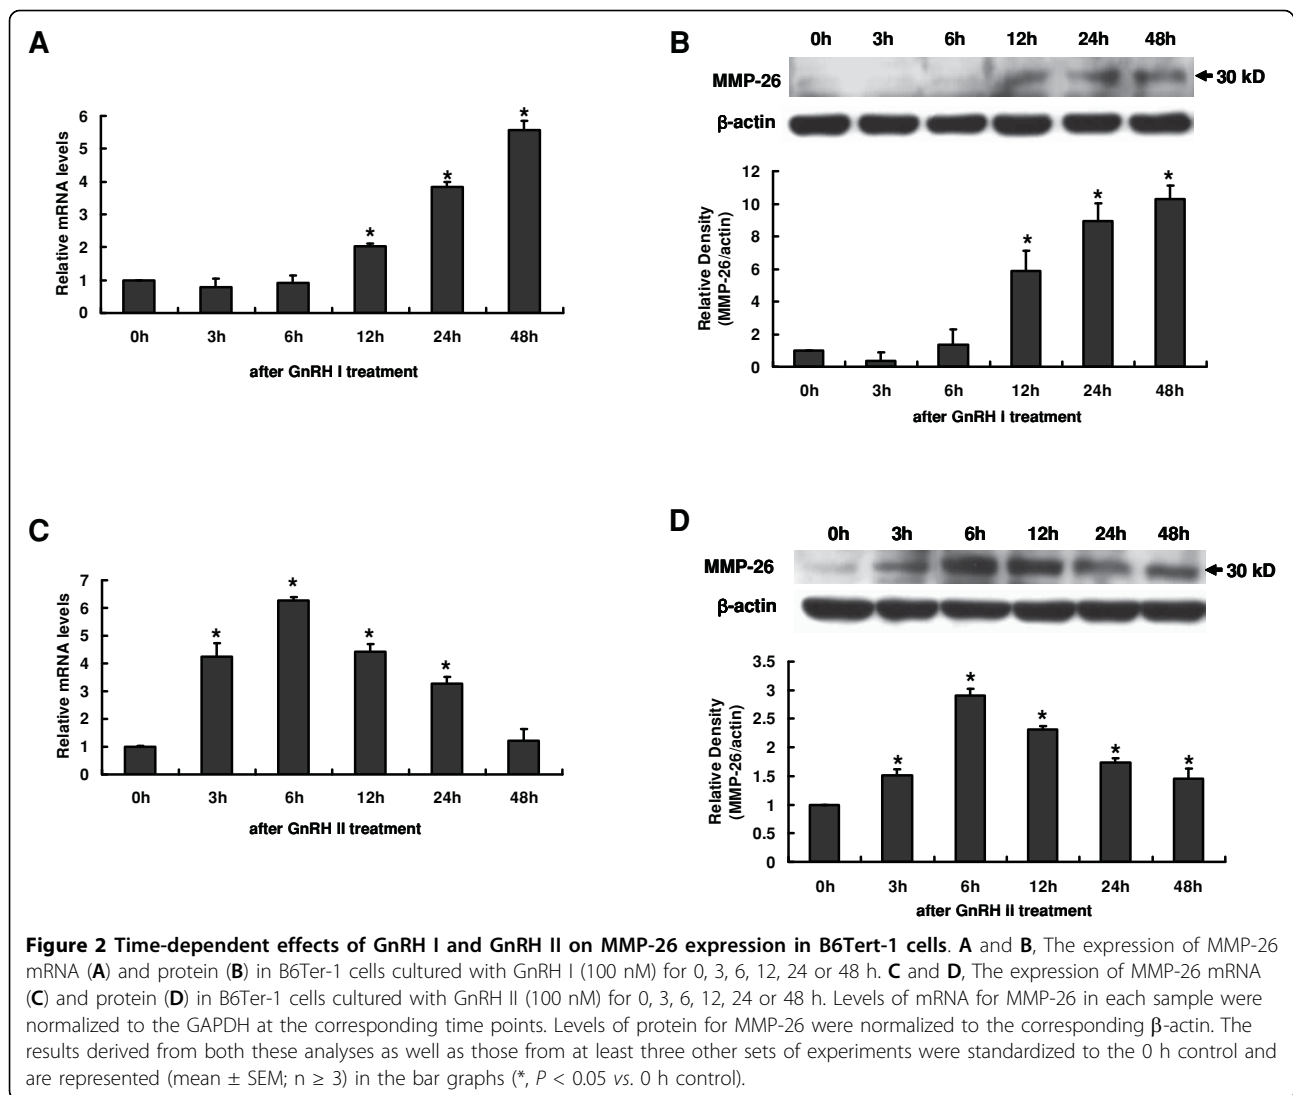 A
Relative mRNA levels
6
5
4
3
2
1
0
* * *
0h 3h 6h 12h 24h 48h
after GnRH I treatment
B
0h 3h 6h 12h 24h 48h
MMP-26
30 kD
β-actin
Relative Density
(MMP-26/actin)
12
10
8
6
4
2
0
* * *
0h 3h 6h 12h 24h 48h
after GnRH I treatment
C
Relative mRNA levels
7
6
5
4
3
2
1
0
* * * *
0h 3h 6h 12h 24h 48h
after GnRH II treatment
D
0h 3h 6h 12h 24h 48h
MMP-26
30 kD
β-actin
Relative Density
(MMP-26/actin)
3.5
3
2.5
2
1.5
1
0.5
0
* * * * *
0h 3h 6h 12h 24h 48h
after GnRH II treatment
Figure 2 Time-dependent effects of GnRH I and GnRH II on MMP-26 expression in B6Tert-1 cells. A and B, The expression of MMP-26
mRNA (A) and protein (B) in B6Ter-1 cells cultured with GnRH I (100 nM) for 0, 3, 6, 12, 24 or 48 h. C and D, The expression of MMP-26 mRNA
(C) and protein (D) in B6Ter-1 cells cultured with GnRH II (100 nM) for 0, 3, 6, 12, 24 or 48 h. Levels of mRNA for MMP-26 in each sample were
normalized to the GAPDH at the corresponding time points. Levels of protein for MMP-26 were normalized to the corresponding β-actin. The
results derived from both these analyses as well as those from at least three other sets of experiments were standardized to the 0 h control and
are represented (mean ± SEM; n ≥ 3) in the bar graphs (*, P < 0.05 vs. 0 h control).